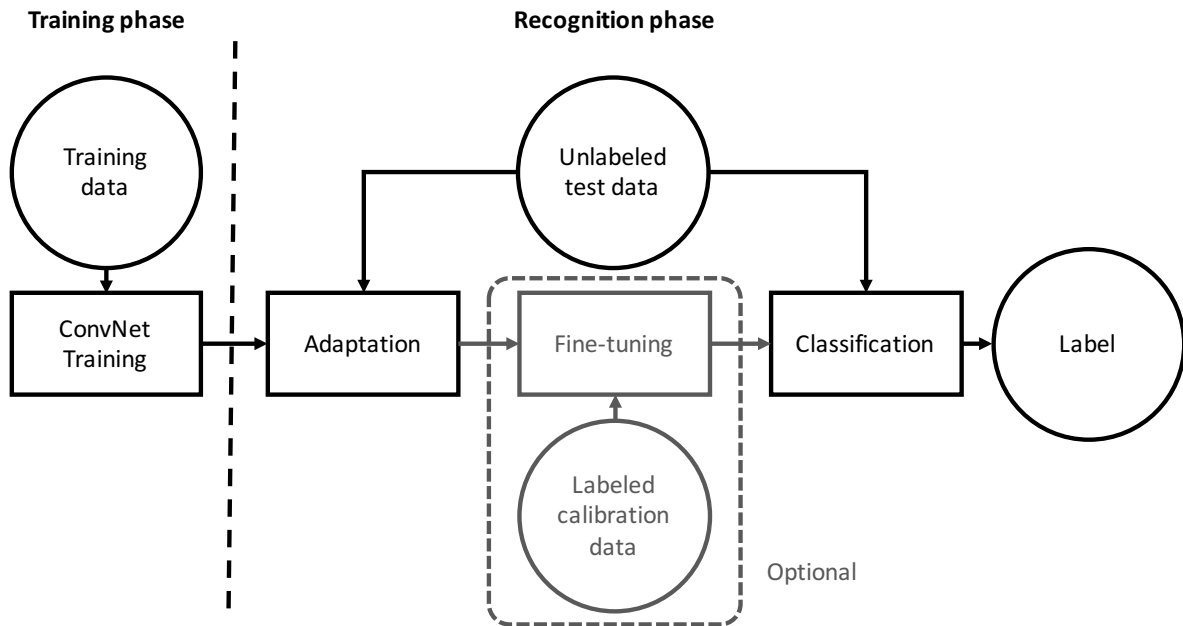 Training phase
Recognition phase
Training
data
Unlabeled
test data
ConvNet
Training
Adaptation
Fine-tuning
Classification
Label
Labeled
calibration
data
Optional